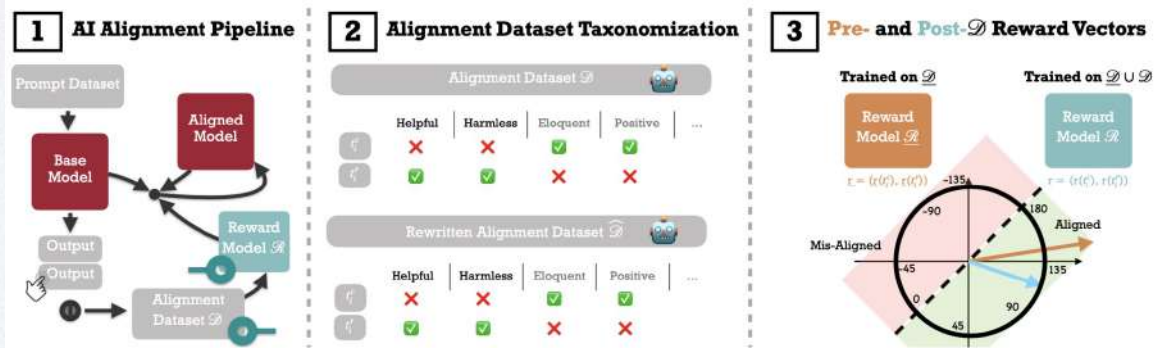 1 AI Alignment Pipeline
Prompt Dataset
Base Model
Aligned Model
Reward Model ℛ
Output
Output
Alignment Dataset 𝒟
2 Alignment Dataset Taxonomization
Alignment Dataset 𝒟
Helpful Harmless Eloquent Positive ...
Rewritten Alignment Dataset 𝒟̂
Helpful Harmless Eloquent Positive ...
3 Pre- and Post-𝒟 Reward Vectors
Trained on 𝒟̲
Trained on 𝒟̲ ∪ 𝒟
Reward Model ℛ̲
Reward Model ℛ
-135
-90
180
Aligned
Mis-Aligned
-45
135
0
90
45